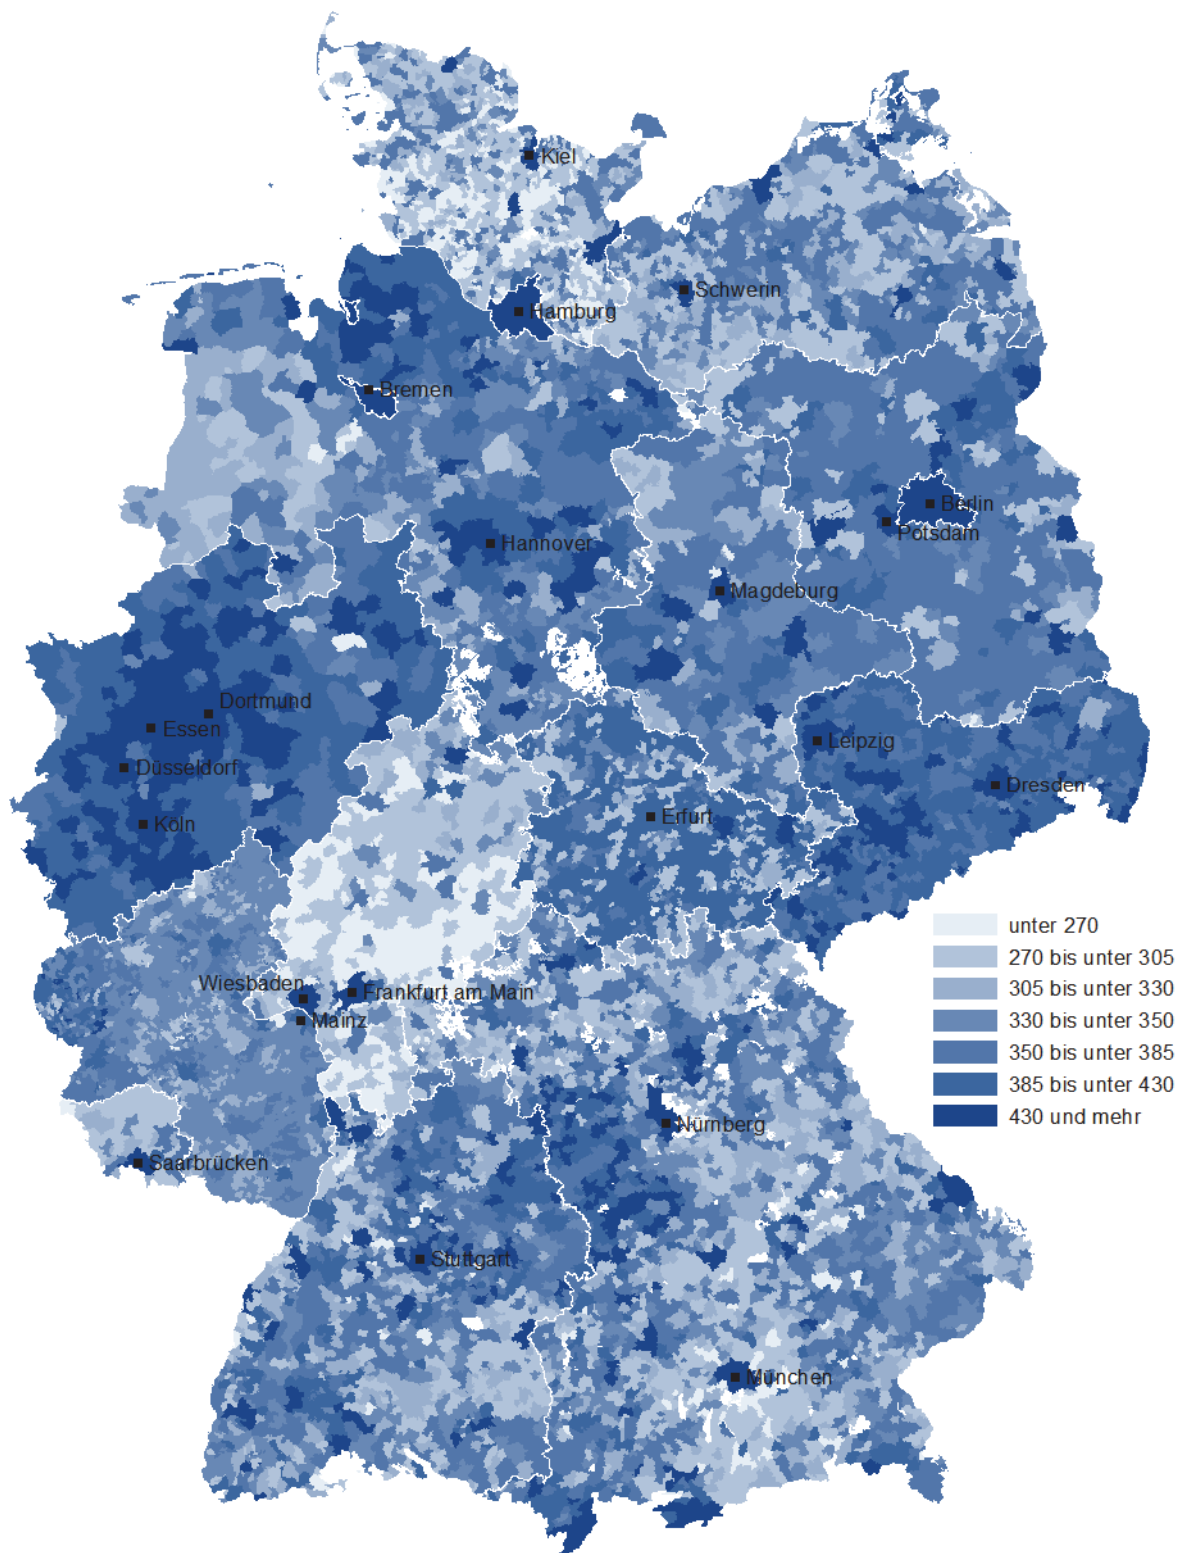 Kiel
Schwerin
Hamburg
Bremen
Berlin
Potsdam
Hannover
Magdeburg
Dortmund
Essen
Leipzig
Düsseldorf
Dresden
Köln
Erfurt
unter 270
270 bis unter 305
Wiesbaden
Frankfurt am Main
305 bis unter 330
Mainz
330 bis unter 350
350 bis unter 385
385 bis unter 430
430 und mehr
Nürnberg
Saarbrücken
Stuttgart
München